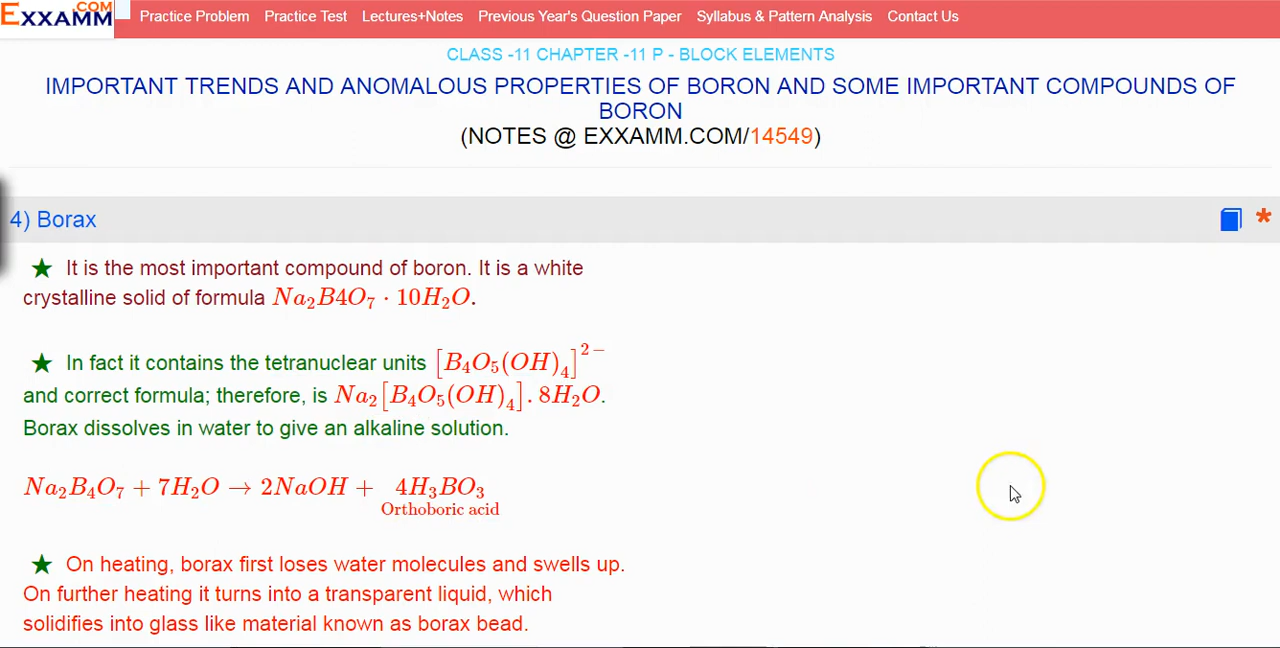 EXXAMM.COM
Practice Problem Practice Test Lectures+Notes Previous Year's Question Paper Syllabus & Pattern Analysis Contact Us
CLASS -11 CHAPTER -11 P - BLOCK ELEMENTS
IMPORTANT TRENDS AND ANOMALOUS PROPERTIES OF BORON AND SOME IMPORTANT COMPOUNDS OF
BORON
(NOTES @ EXXAMM.COM/14549)
4) Borax
★ It is the most important compound of boron. It is a white
crystalline solid of formula Na₂B4O₇ · 10H₂O.
★ In fact it contains the tetranuclear units [B₄O₅(OH)₄]²⁻
and correct formula; therefore, is Na₂[B₄O₅(OH)₄]. 8H₂O.
Borax dissolves in water to give an alkaline solution.
Na₂B₄O₇ + 7H₂O → 2NaOH + 4H₃BO₃
Orthoboric acid
★ On heating, borax first loses water molecules and swells up.
On further heating it turns into a transparent liquid, which
solidifies into glass like material known as borax bead.